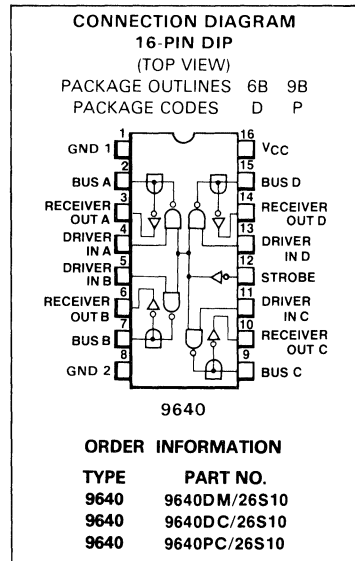 CONNECTION DIAGRAM
16-PIN DIP
(TOP VIEW)
PACKAGE OUTLINES 6B 9B
PACKAGE CODES D P
1 16
GND 1 VCC
2 15
BUS A BUS D
3 14
RECEIVER OUT A RECEIVER OUT D
4 13
DRIVER IN A DRIVER IN D
5 12
DRIVER IN B STROBE
6 11
RECEIVER OUT B DRIVER IN C
7 10
BUS B RECEIVER OUT C
8 9
GND 2 BUS C
9640
ORDER INFORMATION
TYPE PART NO.
9640 9640DM/26S10
9640 9640DC/26S10
9640 9640PC/26S10